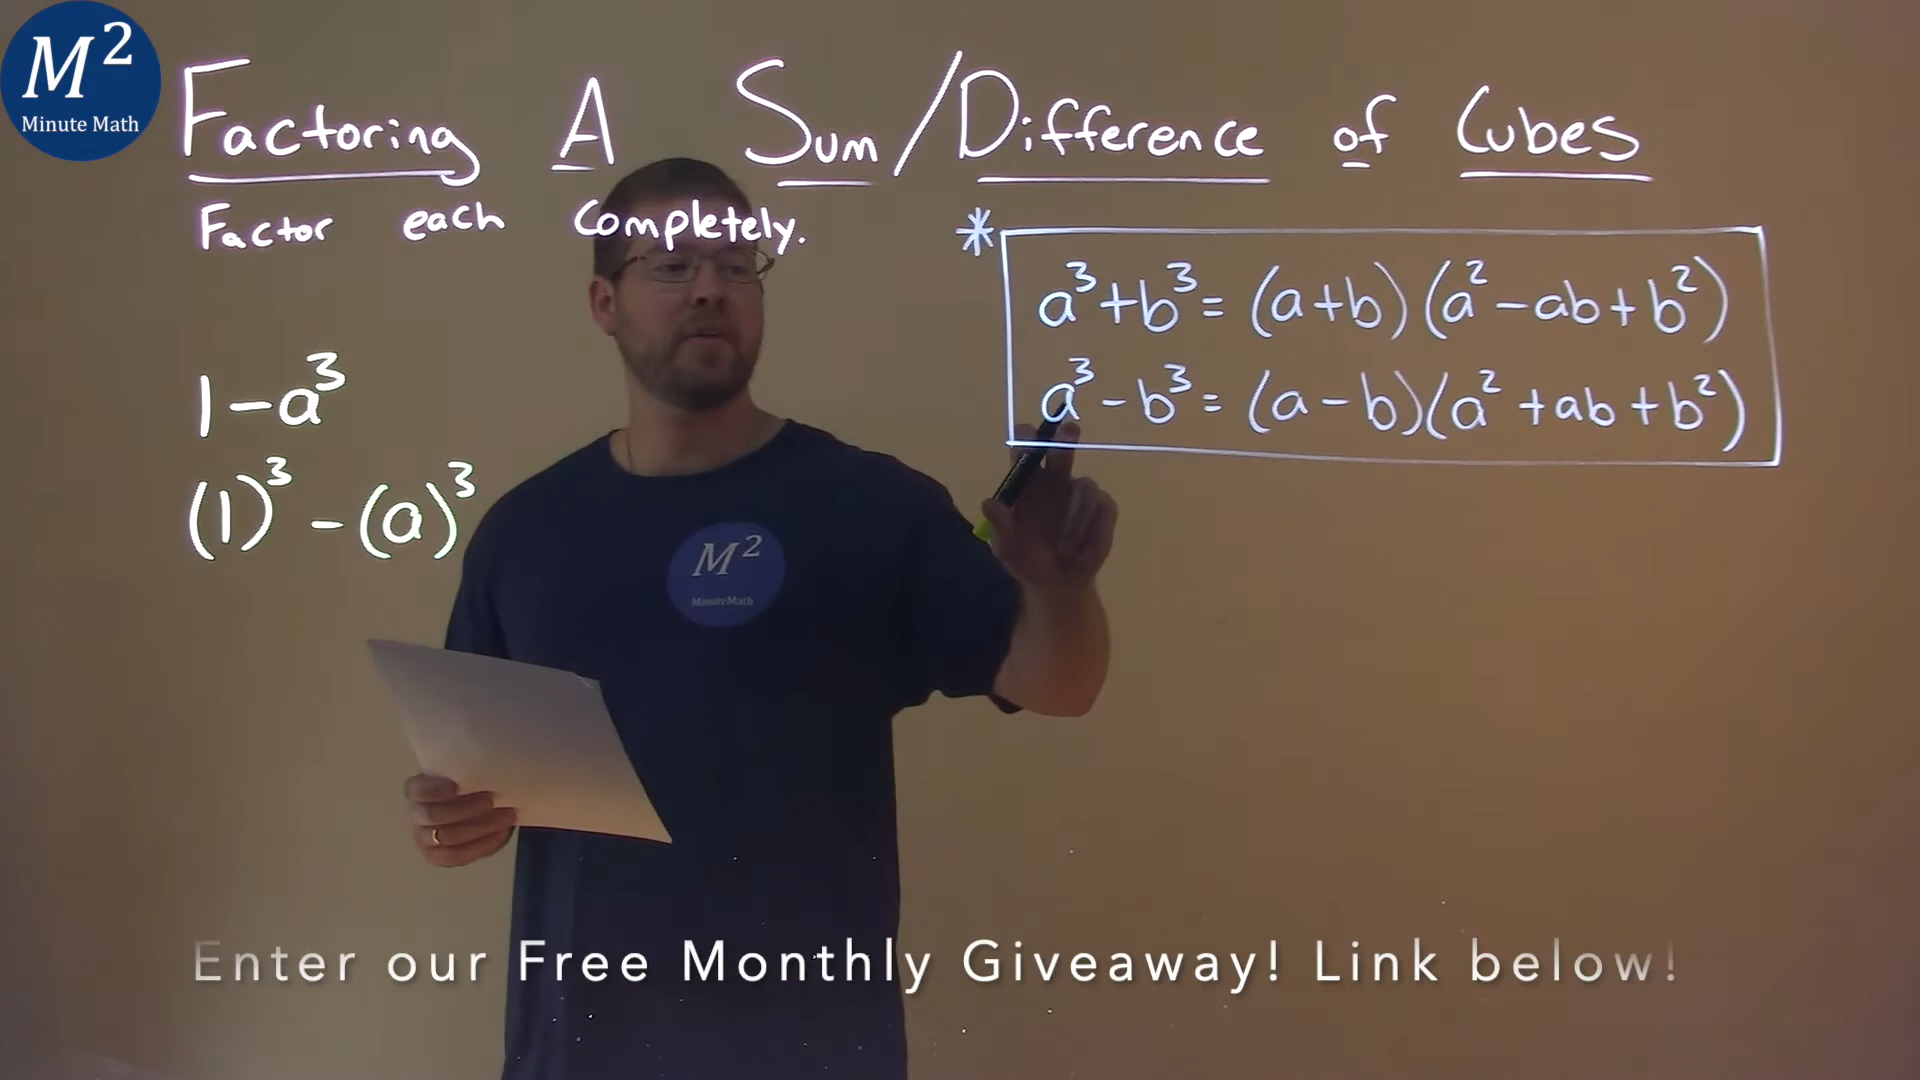 M²
Minute Math
Factoring A Sum/Difference of Cubes
Factor each completely.
*
a³+b³= (a+b)(a²-ab+b²)
a³-b³= (a-b)(a²+ab+b²)
1-a³
(1)³-(a)³
M²
MinuteMath
Enter our Free Monthly Giveaway! Link below!